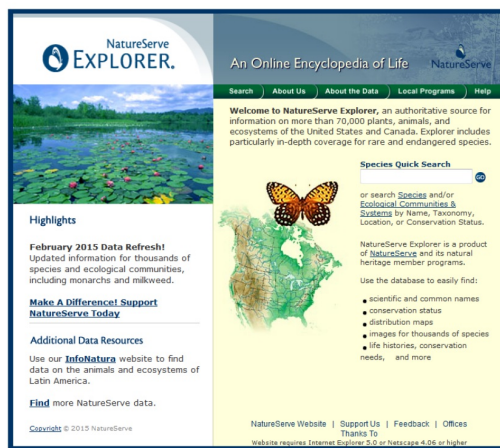 NatureServe
EXPLORER.
An Online Encyclopedia of Life
NatureServe
Search
About Us
About the Data
Local Programs
Help
Welcome to NatureServe Explorer, an authoritative source for
information on more than 70,000 plants, animals, and
ecosystems of the United States and Canada. Explorer includes
particularly in-depth coverage for rare and endangered species.
Species Quick Search
GO
or search Species and/or
Ecological Communities &
Systems by Name, Taxonomy,
Location, or Conservation Status.
NatureServe Explorer is a product
of NatureServe and its natural
heritage member programs.
Use the database to easily find:
scientific and common names
conservation status
distribution maps
images for thousands of species
life histories, conservation
needs, and more
Highlights
February 2015 Data Refresh!
Updated information for thousands of
species and ecological communities,
including monarchs and milkweed.
Make A Difference! Support
NatureServe Today
Additional Data Resources
Use our InfoNatura website to find
data on the animals and ecosystems of
Latin America.
Find more NatureServe data.
Copyright © 2015 NatureServe
NatureServe Website | Support Us | Feedback | Offices
Thanks To
Website requires Internet Explorer 5.0 or Netscape 4.06 or higher